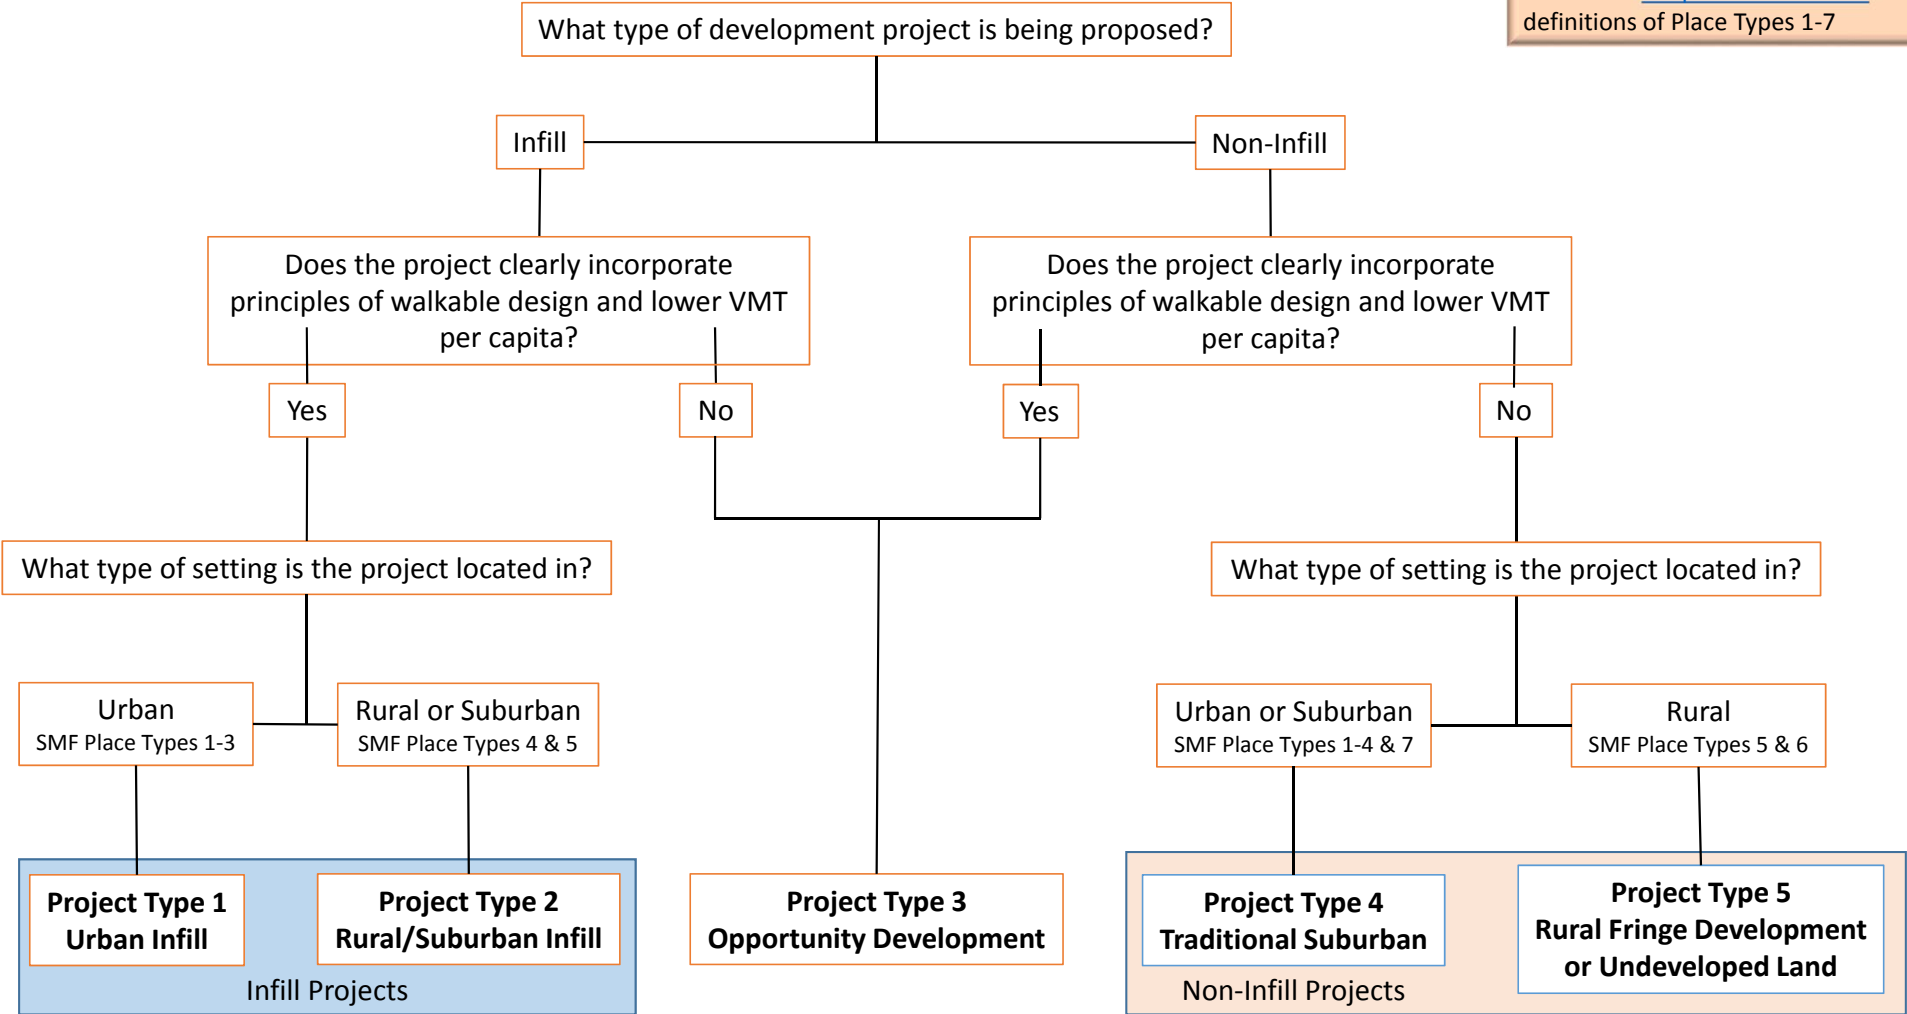 What type of development project is being proposed?
definitions of Place Types 1-7
Infill
Non-Infill
Does the project clearly incorporate
principles of walkable design and lower VMT
per capita?
Does the project clearly incorporate
principles of walkable design and lower VMT
per capita?
Yes
No
Yes
No
What type of setting is the project located in?
What type of setting is the project located in?
Urban
SMF Place Types 1-3
Rural or Suburban
SMF Place Types 4 & 5
Urban or Suburban
SMF Place Types 1-4 & 7
Rural
SMF Place Types 5 & 6
Project Type 1
Urban Infill
Project Type 2
Rural/Suburban Infill
Infill Projects
Project Type 3
Opportunity Development
Project Type 4
Traditional Suburban
Project Type 5
Rural Fringe Development
or Undeveloped Land
Non-Infill Projects